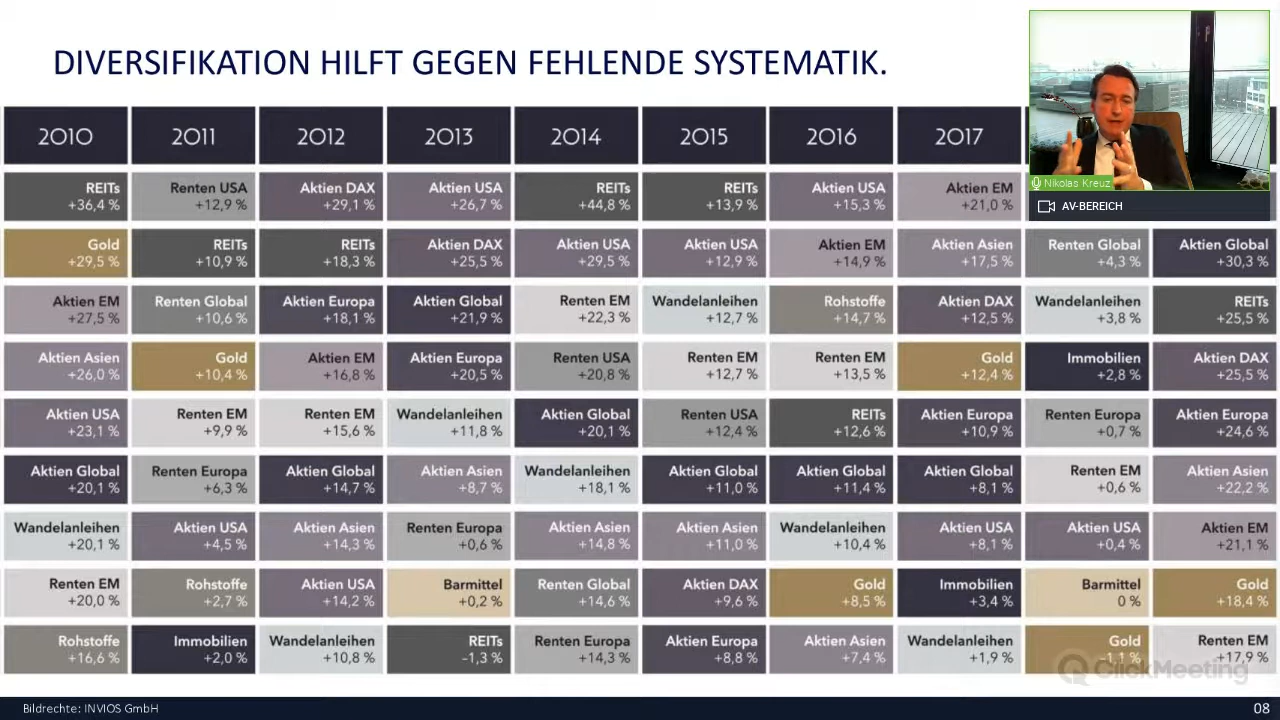 DIVERSIFIKATION HILFT GEGEN FEHLENDE SYSTEMATIK.
Nikolas Kreuz
AV-BEREICH
2010 2011 2012 2013 2014 2015 2016 2017
REITs Renten USA Aktien DAX Aktien USA REITs REITs Aktien USA Aktien EM
+36,4 % +12,9 % +29,1 % +26,7 % +44,8 % +13,9 % +15,3 % +21,0 %
Gold REITs REITs Aktien DAX Aktien USA Aktien USA Aktien EM Aktien Asien Renten Global Aktien Global
+29,5 % +10,9 % +18,3 % +25,5 % +29,5 % +12,9 % +14,9 % +17,5 % +4,3 % +30,3 %
Aktien EM Renten Global Aktien Europa Aktien Global Renten EM Wandelanleihen Rohstoffe Aktien DAX Wandelanleihen REITs
+27,5 % +10,6 % +18,1 % +21,9 % +22,3 % +12,7 % +14,7 % +12,5 % +3,8 % +25,5 %
Aktien Asien Gold Aktien EM Aktien Europa Renten USA Renten EM Renten EM Gold Immobilien Aktien DAX
+26,0 % +10,4 % +16,8 % +20,5 % +20,8 % +12,7 % +13,5 % +12,4 % +2,8 % +25,5 %
Aktien USA Renten EM Renten EM Wandelanleihen Aktien Global Renten USA REITs Aktien Europa Renten Europa Aktien Europa
+23,1 % +9,9 % +15,6 % +11,8 % +20,1 % +12,4 % +12,6 % +10,9 % +0,7 % +24,6 %
Aktien Global Renten Europa Aktien Global Aktien Asien Wandelanleihen Aktien Global Aktien Global Aktien Global Renten EM Aktien Asien
+20,1 % +6,3 % +14,7 % +8,7 % +18,1 % +11,0 % +11,4 % +8,1 % +0,6 % +22,2 %
Wandelanleihen Aktien USA Aktien Asien Renten Europa Aktien Asien Aktien Asien Wandelanleihen Aktien USA Aktien USA Aktien EM
+20,1 % +4,5 % +14,3 % +0,6 % +14,8 % +11,0 % +10,4 % +8,1 % +0,4 % +21,1 %
Renten EM Rohstoffe Aktien USA Barmittel Renten Global Aktien DAX Gold Immobilien Barmittel Gold
+20,0 % +2,7 % +14,2 % +0,2 % +14,6 % +9,6 % +8,5 % +3,4 % 0 % +18,4 %
Rohstoffe Immobilien Wandelanleihen REITs Renten Europa Aktien Europa Aktien Asien Wandelanleihen Gold Renten EM
+16,6 % +2,0 % +10,8 % -1,3 % +14,3 % +8,8 % +7,4 % +1,9 % -1,1 % +17,9 %
ClickMeeting
Bildrechte: INVIOS GmbH
08